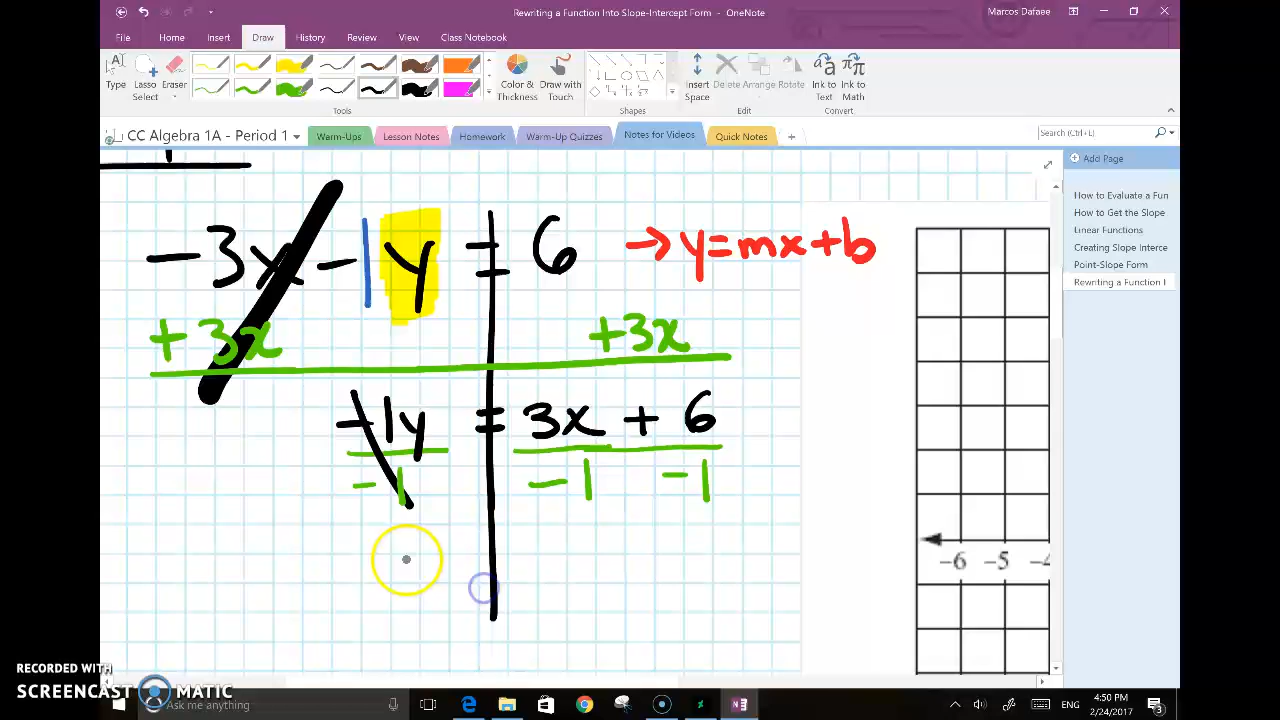 Rewriting a Function Into Slope-Intercept Form - OneNote
Marcos Dafaee
File Home Insert Draw History Review View Class Notebook
Type Lasso Select Eraser Color & Thickness Draw with Touch Insert Space Delete Arrange Rotate Ink to Text Ink to Math
Tools Shapes Edit Convert
CC Algebra 1A - Period 1 Warm-Ups Lesson Notes Homework Warm-Up Quizzes Notes for Videos Quick Notes Search (Ctrl+E)
Add Page
How to Evaluate a Fun
How to Get the Slope
Linear Functions
Creating Slope Interce
Point-Slope Form
Rewriting a Function I
-3x - 1y = 6 → y=mx+b
+3x +3x
-1y = 3x + 6
-1 -1 -1
-6 -5 -4
RECORDED WITH
SCREENCAST MATIC
Ask me anything
ENG
4:50 PM
2/24/2017
3